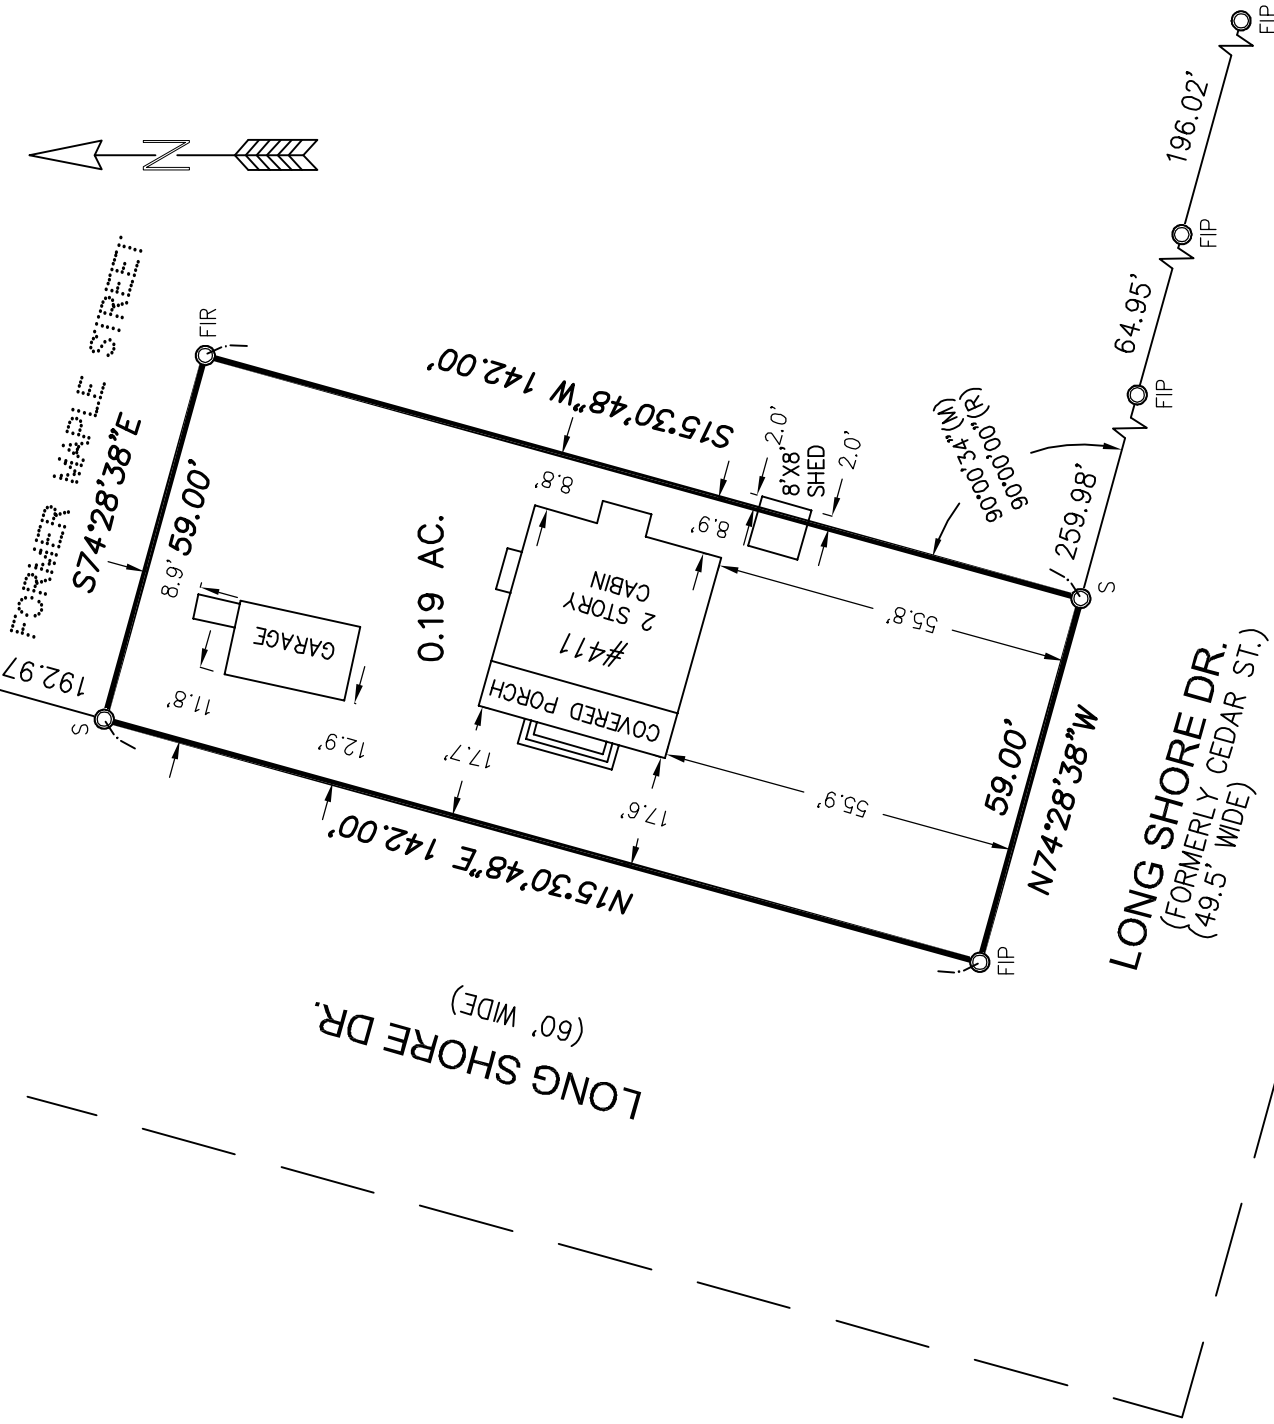 N
FORMER MAPLE STREET
S74°28'38"E
59.00'
8.9'
192.97
S
FIR
GARAGE
11.8'
12.9'
0.19 AC.
S15°30'48"W 142.00'
8.8'
8.9'
2.0'
8'X8'
SHED
2.0'
#411
2 STORY
CABIN
COVERED PORCH
17.7'
17.6'
55.8'
55.9'
N15°30'48"E 142.00'
90°00'34" (M)
90°00'00" (R)
259.98'
S
FIP
64.95'
FIP
196.02'
FIP
59.00'
N74°28'38"W
FIP
LONG SHORE DR.
(FORMERLY CEDAR ST.)
(49.5' WIDE)
LONG SHORE DR.
(60' WIDE)